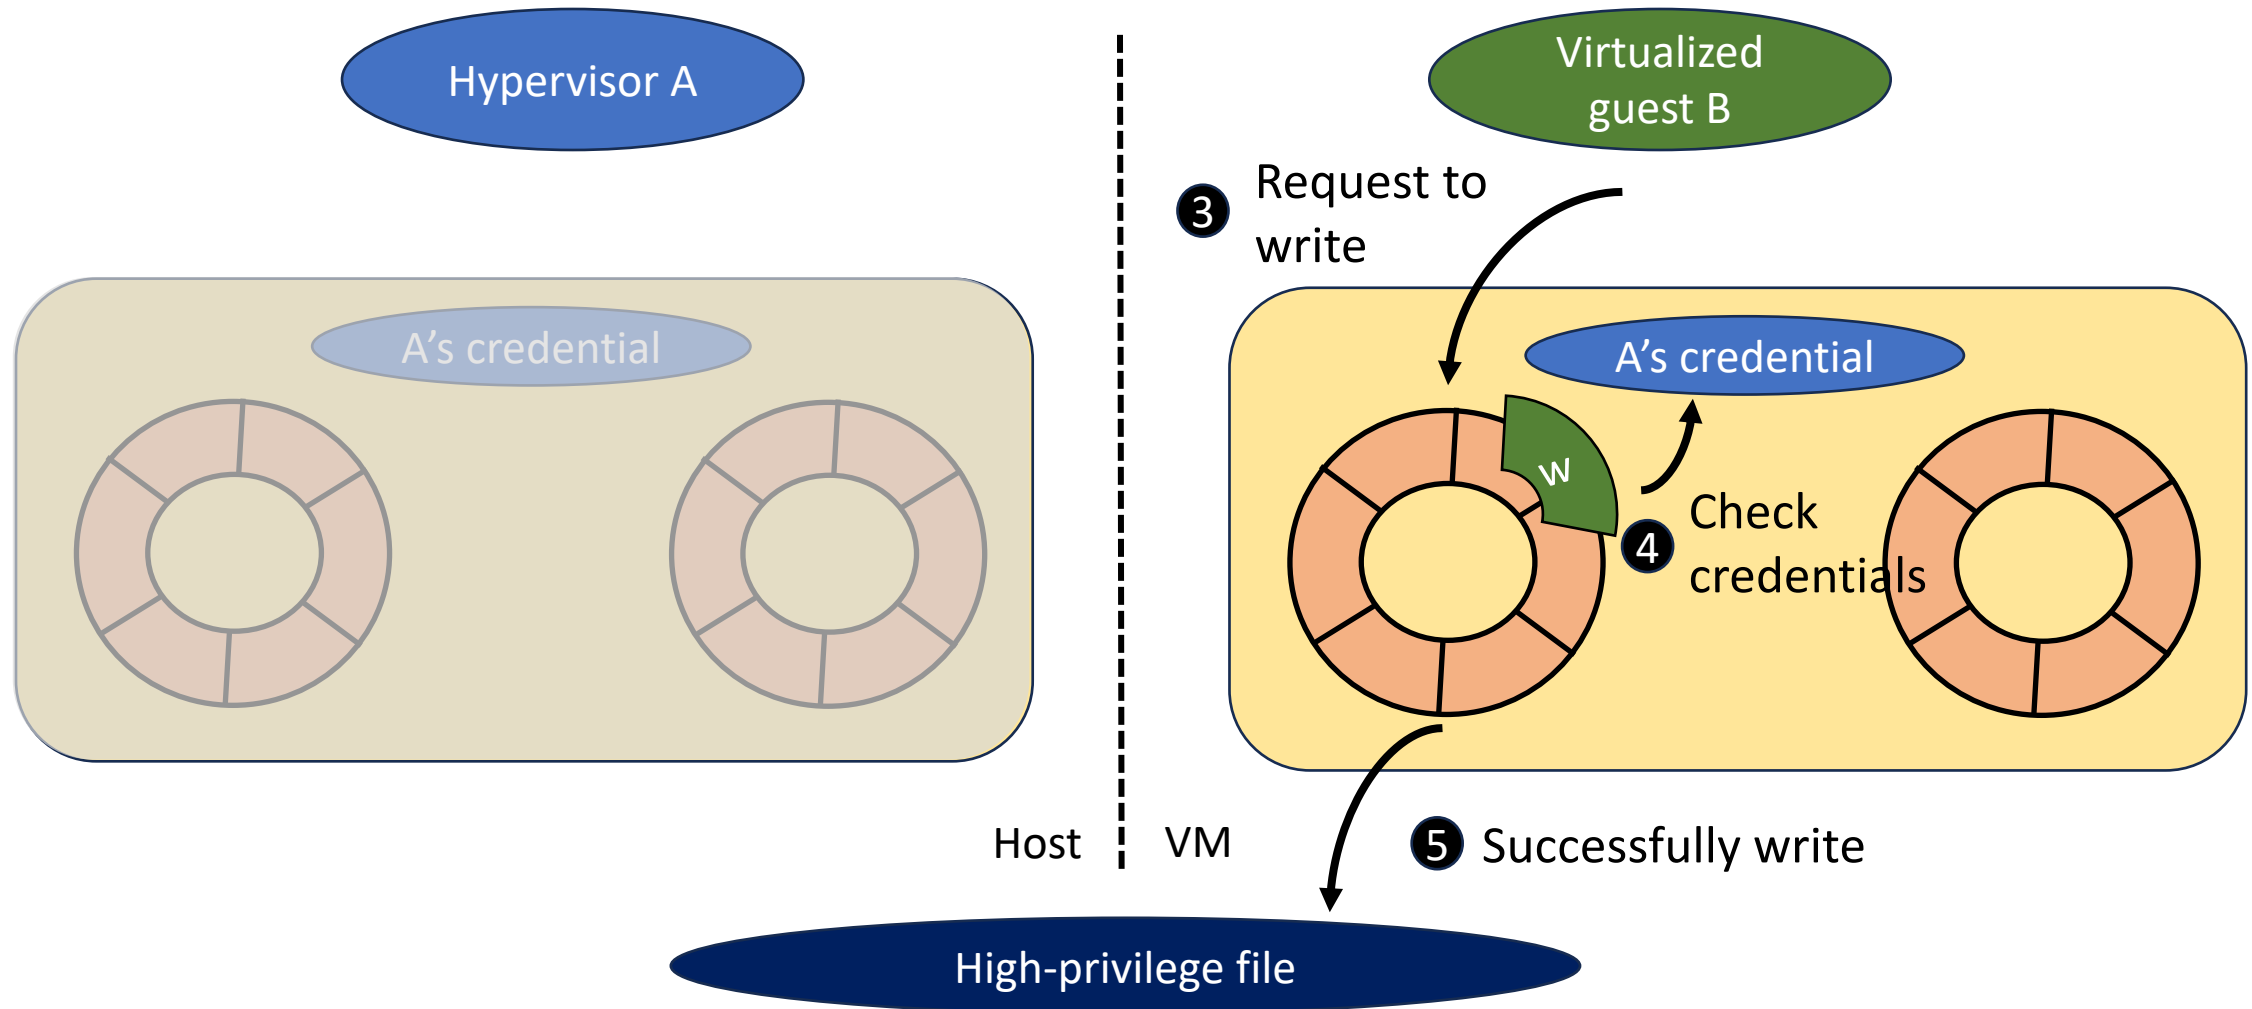 Hypervisor A
Virtualized
guest B
3
Request to
write
A's credential
A’s credential
w
4
Check
credentials
Host
VM
5
Successfully write
High-privilege file